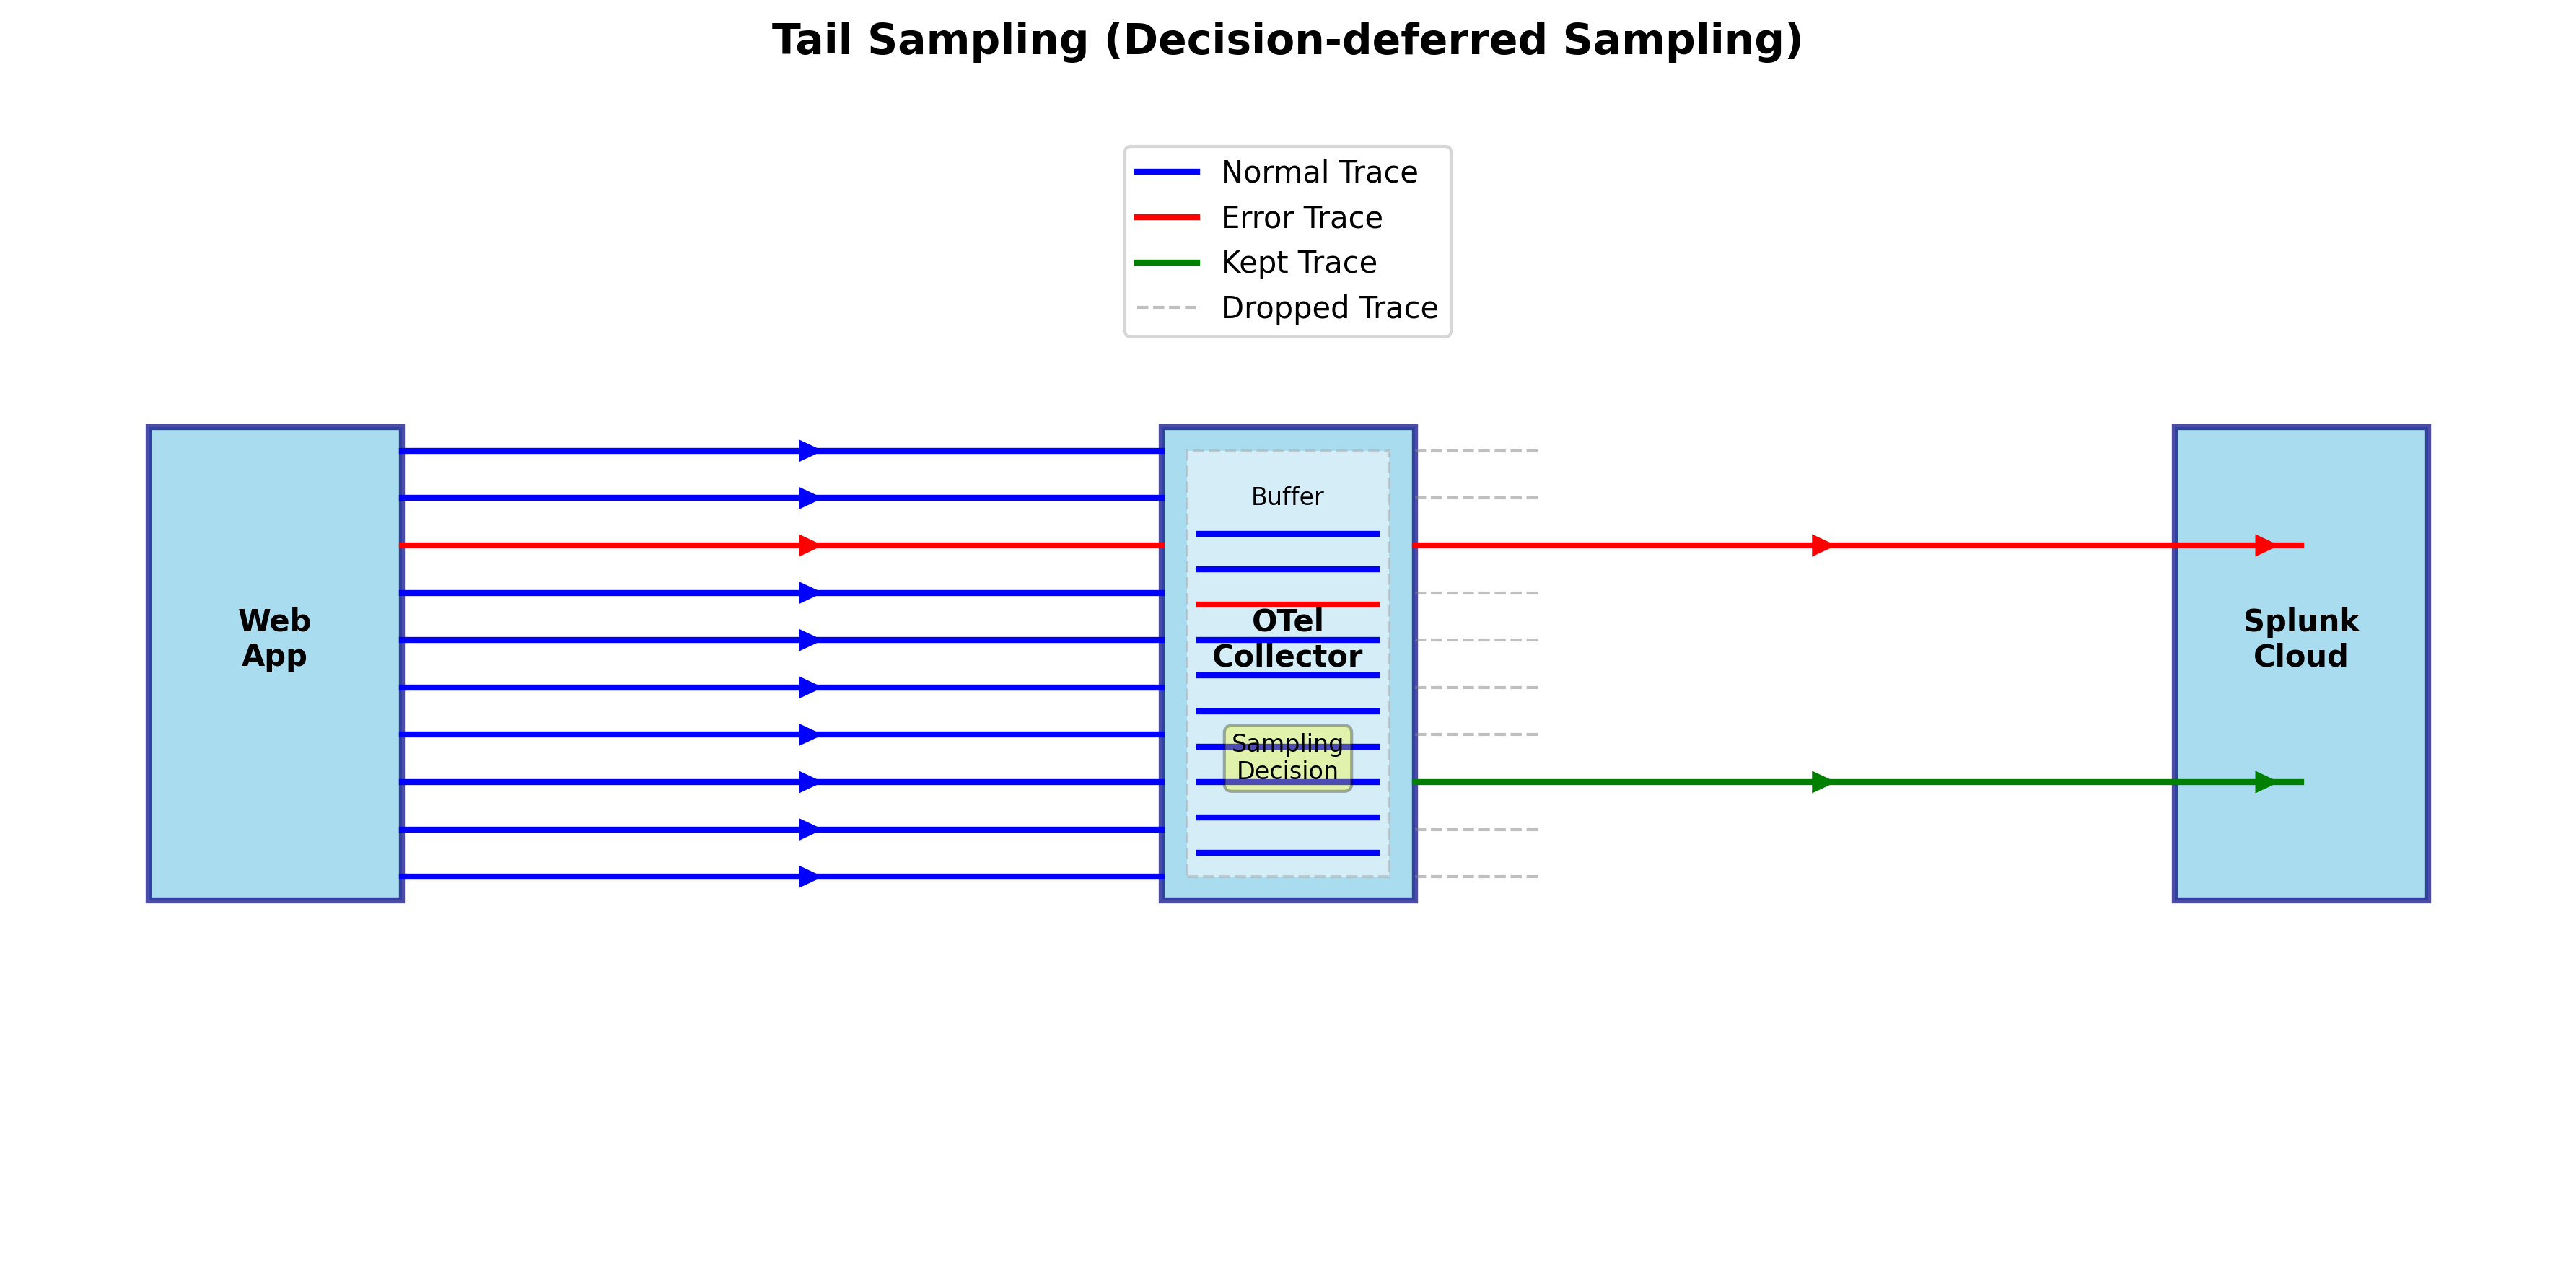 Tail Sampling (Decision-deferred Sampling)
Normal Trace
Error Trace
Kept Trace
Dropped Trace
Web
App
Buffer
OTel
Collector
Sampling
Decision
Splunk
Cloud